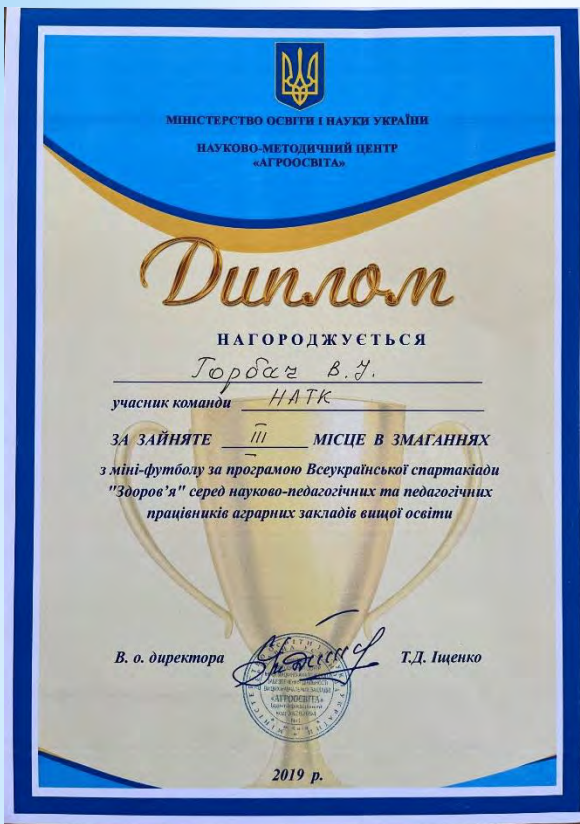 МІНІСТЕРСТВО ОСВІТИ І НАУКИ УКРАЇНИ
НАУКОВО-МЕТОДИЧНИЙ ЦЕНТР
«АГРООСВІТА»
Диплом
НАГОРОДЖУЄТЬСЯ
Горбач В.У.
учасник команди НАТК
ЗА ЗАЙНЯТЕ III МІСЦЕ В ЗМАГАННЯХ
з міні-футболу за програмою Всеукраїнської спартакіади
"Здоров'я" серед науково-педагогічних та педагогічних
працівників аграрних закладів вищої освіти
В. о. директора Т.Д. Іщенко
«АГРООСВІТА»
2019 р.